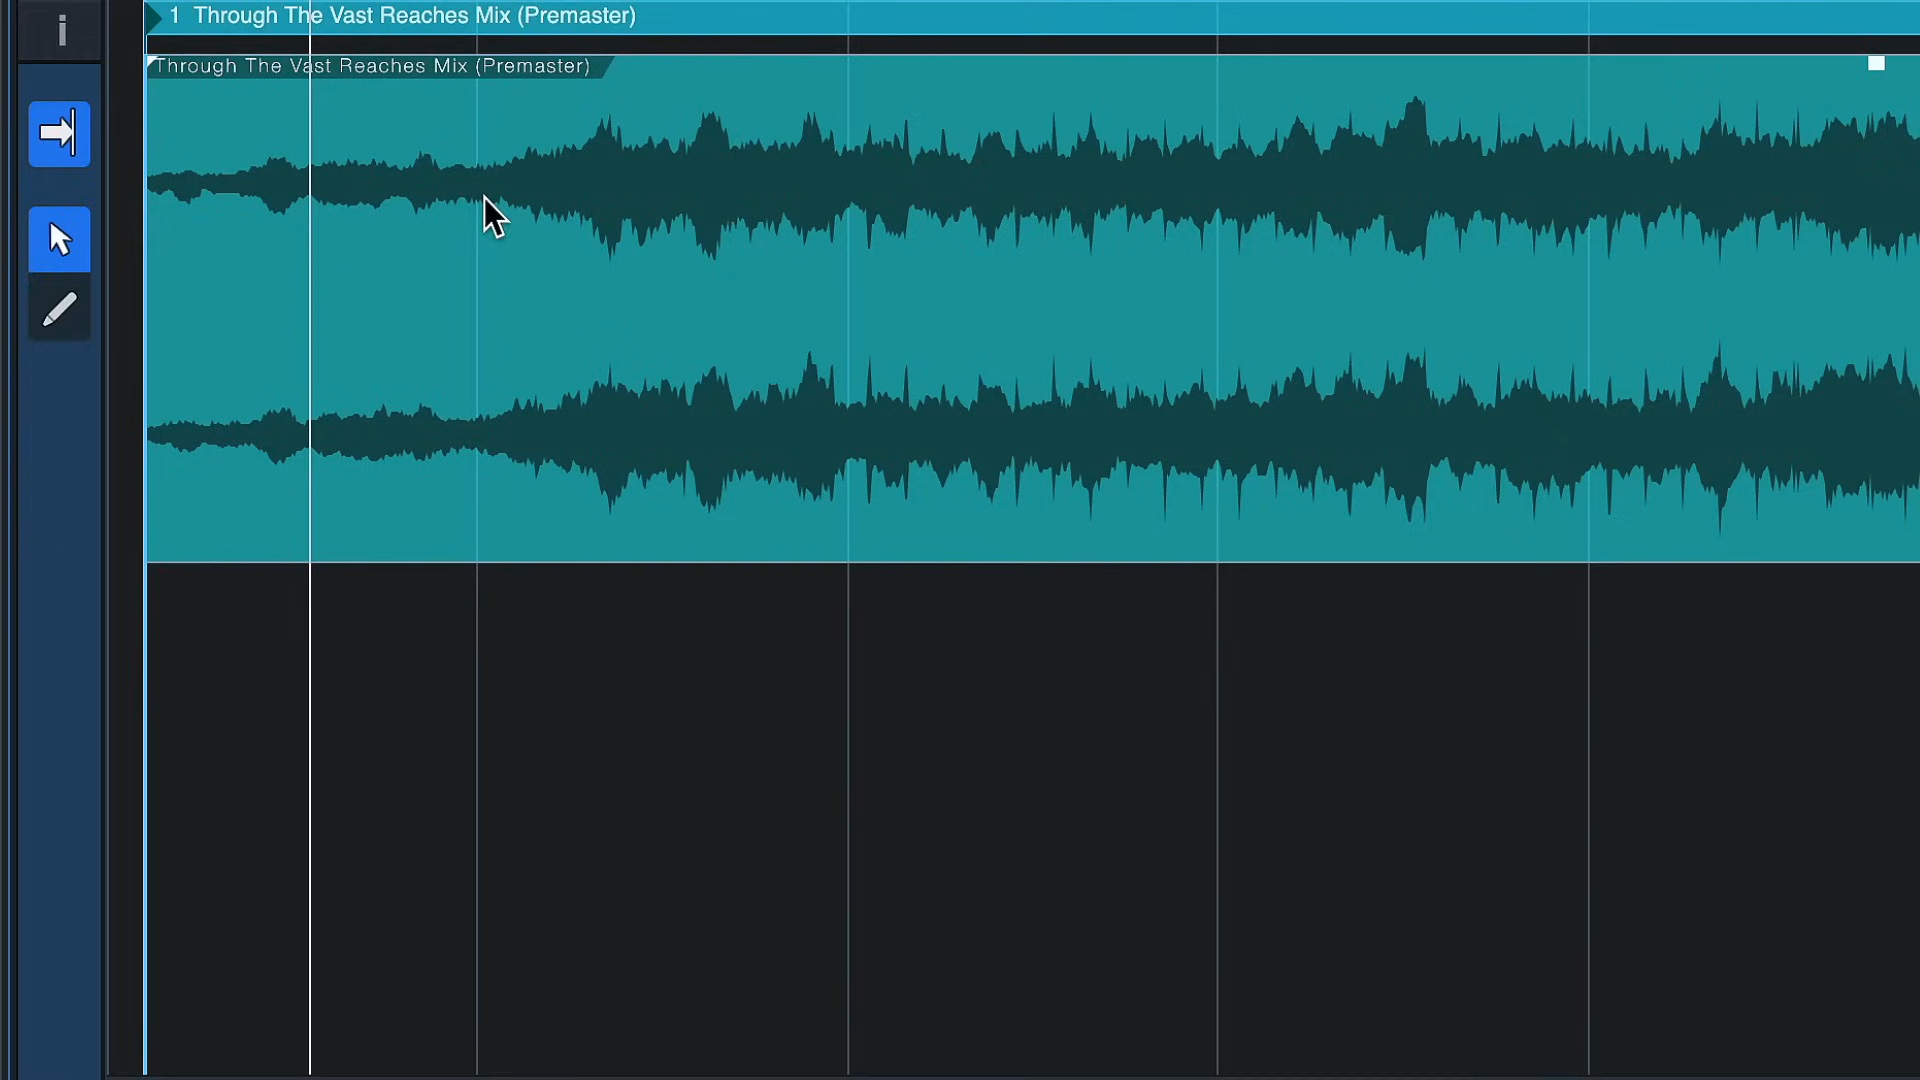 i
1 Through The Vast Reaches Mix (Premaster)
Through The Vast Reaches Mix (Premaster)